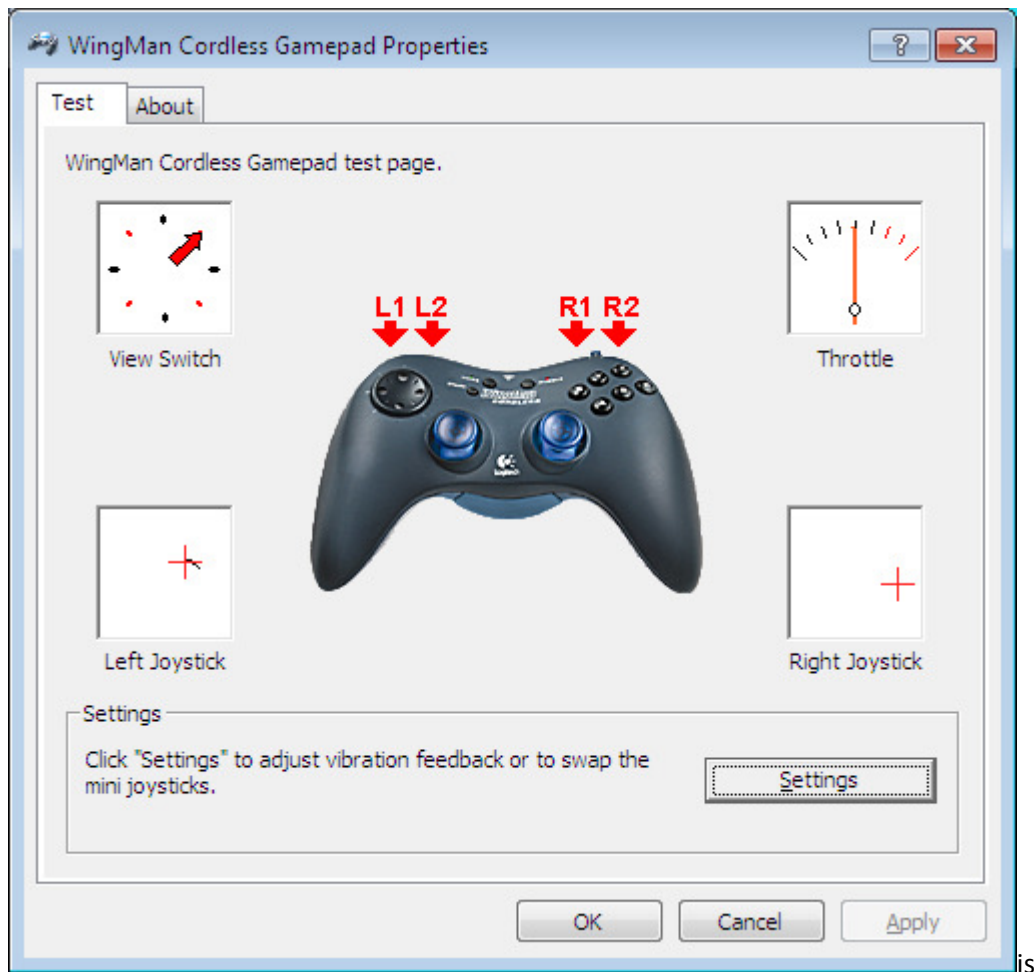 WingMan Cordless Gamepad Properties
Test About
WingMan Cordless Gamepad test page.
L1 L2 R1 R2
View Switch
Throttle
Logitech
Left Joystick
Right Joystick
Settings
Click "Settings" to adjust vibration feedback or to swap the
mini joysticks.
Settings
OK Cancel Apply
is